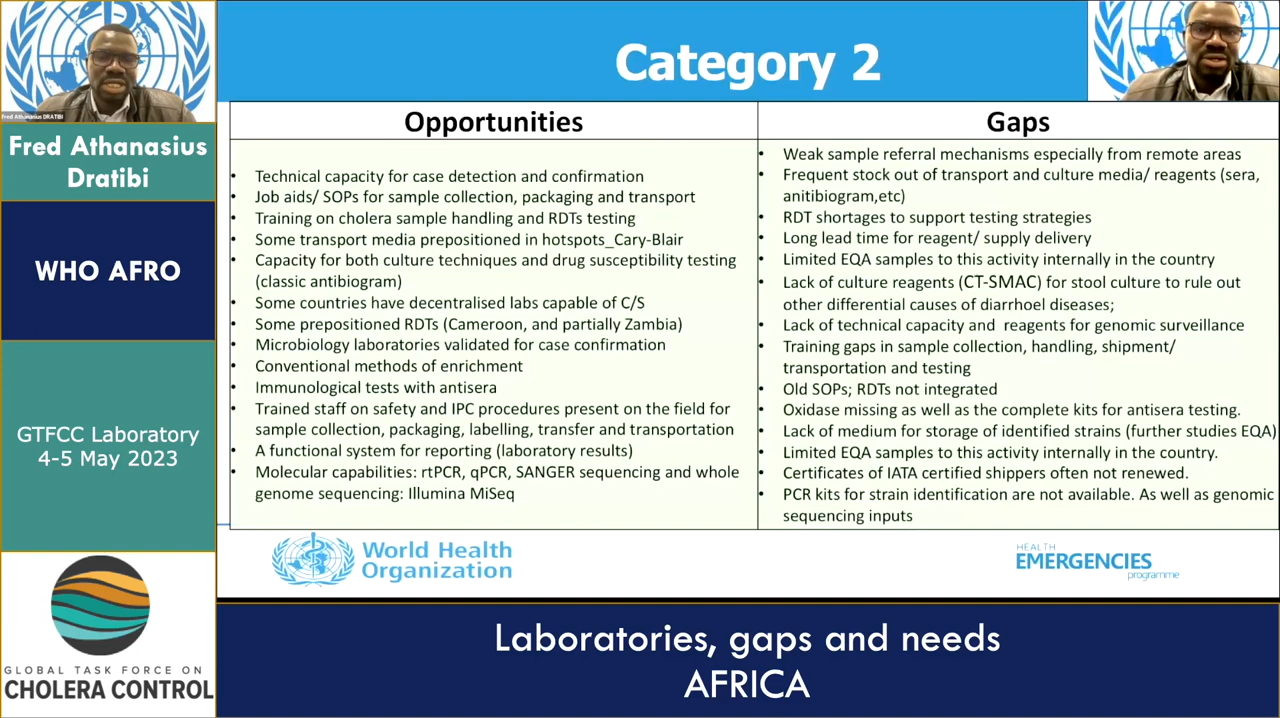 Fred Athanasius DRATIBI
Fred Athanasius
Dratibi
WHO AFRO
GTFCC Laboratory
4-5 May 2023
GLOBAL TASK FORCE ON
CHOLERA CONTROL
Category 2
Opportunities
• Technical capacity for case detection and confirmation
• Job aids/ SOPs for sample collection, packaging and transport
• Training on cholera sample handling and RDTs testing
• Some transport media prepositioned in hotspots_Cary-Blair
• Capacity for both culture techniques and drug susceptibility testing
(classic antibiogram)
• Some countries have decentralised labs capable of C/S
• Some prepositioned RDTs (Cameroon, and partially Zambia)
• Microbiology laboratories validated for case confirmation
• Conventional methods of enrichment
• Immunological tests with antisera
• Trained staff on safety and IPC procedures present on the field for
sample collection, packaging, labelling, transfer and transportation
• A functional system for reporting (laboratory results)
• Molecular capabilities: rtPCR, qPCR, SANGER sequencing and whole
genome sequencing: Illumina MiSeq
Gaps
• Weak sample referral mechanisms especially from remote areas
• Frequent stock out of transport and culture media/ reagents (sera,
anitibiogram,etc)
• RDT shortages to support testing strategies
• Long lead time for reagent/ supply delivery
• Limited EQA samples to this activity internally in the country
• Lack of culture reagents (CT-SMAC) for stool culture to rule out
other differential causes of diarrhoel diseases;
• Lack of technical capacity and reagents for genomic surveillance
• Training gaps in sample collection, handling, shipment/
transportation and testing
• Old SOPs; RDTs not integrated
• Oxidase missing as well as the complete kits for antisera testing.
• Lack of medium for storage of identified strains (further studies EQA)
• Limited EQA samples to this activity internally in the country.
• Certificates of IATA certified shippers often not renewed.
• PCR kits for strain identification are not available. As well as genomic
sequencing inputs
World Health
Organization
HEALTH
EMERGENCIES
programme
Laboratories, gaps and needs
AFRICA